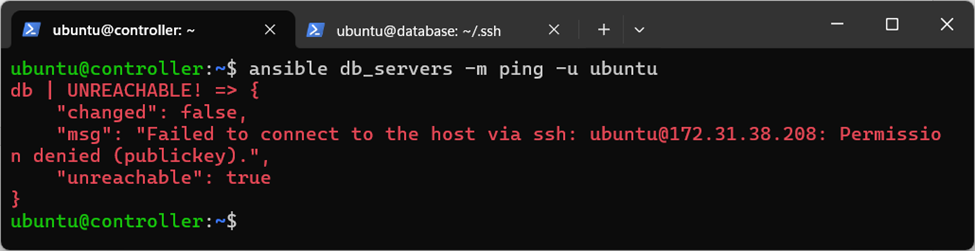 ubuntu@controller: ~
ubuntu@database: ~/.ssh
ubuntu@controller:~$ ansible db_servers -m ping -u ubuntu
db | UNREACHABLE! => {
    "changed": false,
    "msg": "Failed to connect to the host via ssh: ubuntu@172.31.38.208: Permissio
n denied (publickey).",
    "unreachable": true
}
ubuntu@controller:~$